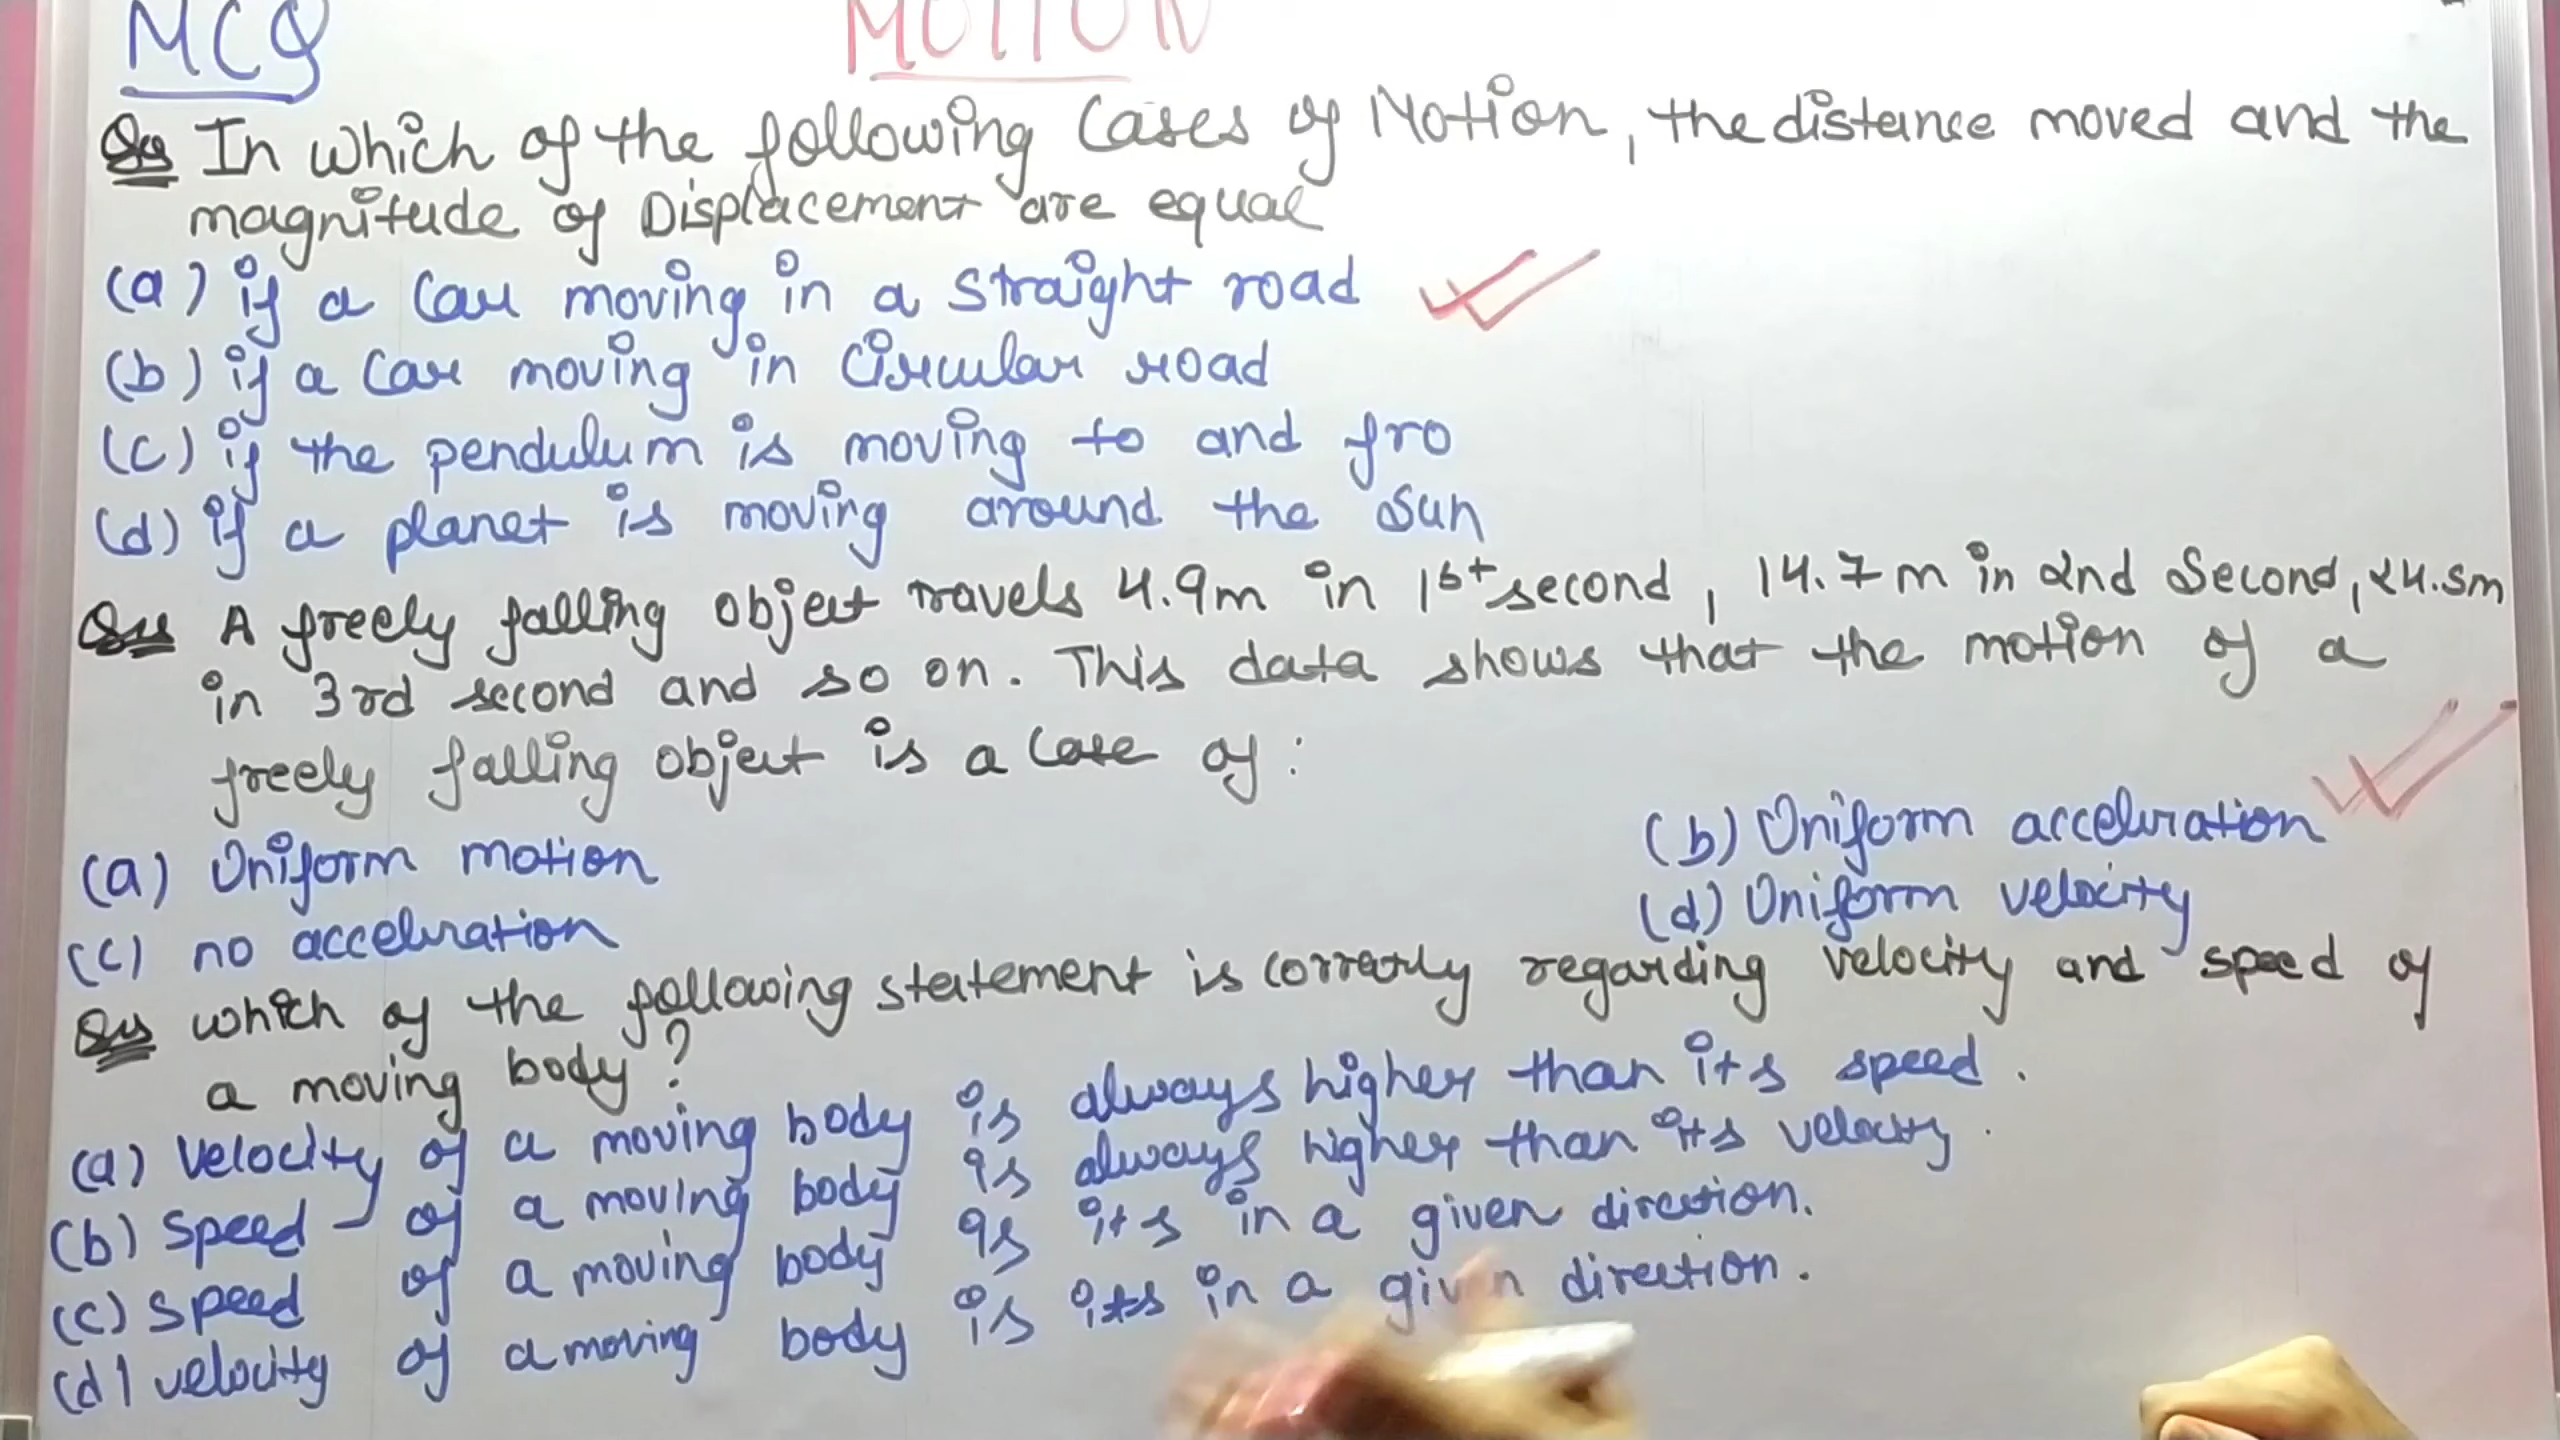 MCQ
MOTION
In which of the following Cases of Motion, the distance moved and the
magnitude of Displacement are equal
(a) if a car moving in a straight road
(b) if a car moving in circular road
(c) if the pendulum is moving to and fro
(d) if a planet is moving around the Sun
A freely falling object travels 4.9m in 1st second, 14.7m in 2nd Second, 24.5m
in 3rd second and so on. This data shows that the motion of a
freely falling object is a case of:
(a) Uniform motion (b) Uniform acceleration
(c) no acceleration (d) Uniform velocity
which of the following statement is correctly regarding velocity and speed of
a moving body?
(a) velocity of a moving body is always higher than its speed.
(b) speed of a moving body is always higher than its velocity.
(c) speed of a moving body is its in a given direction.
(d) velocity of a moving body is its in a given direction.